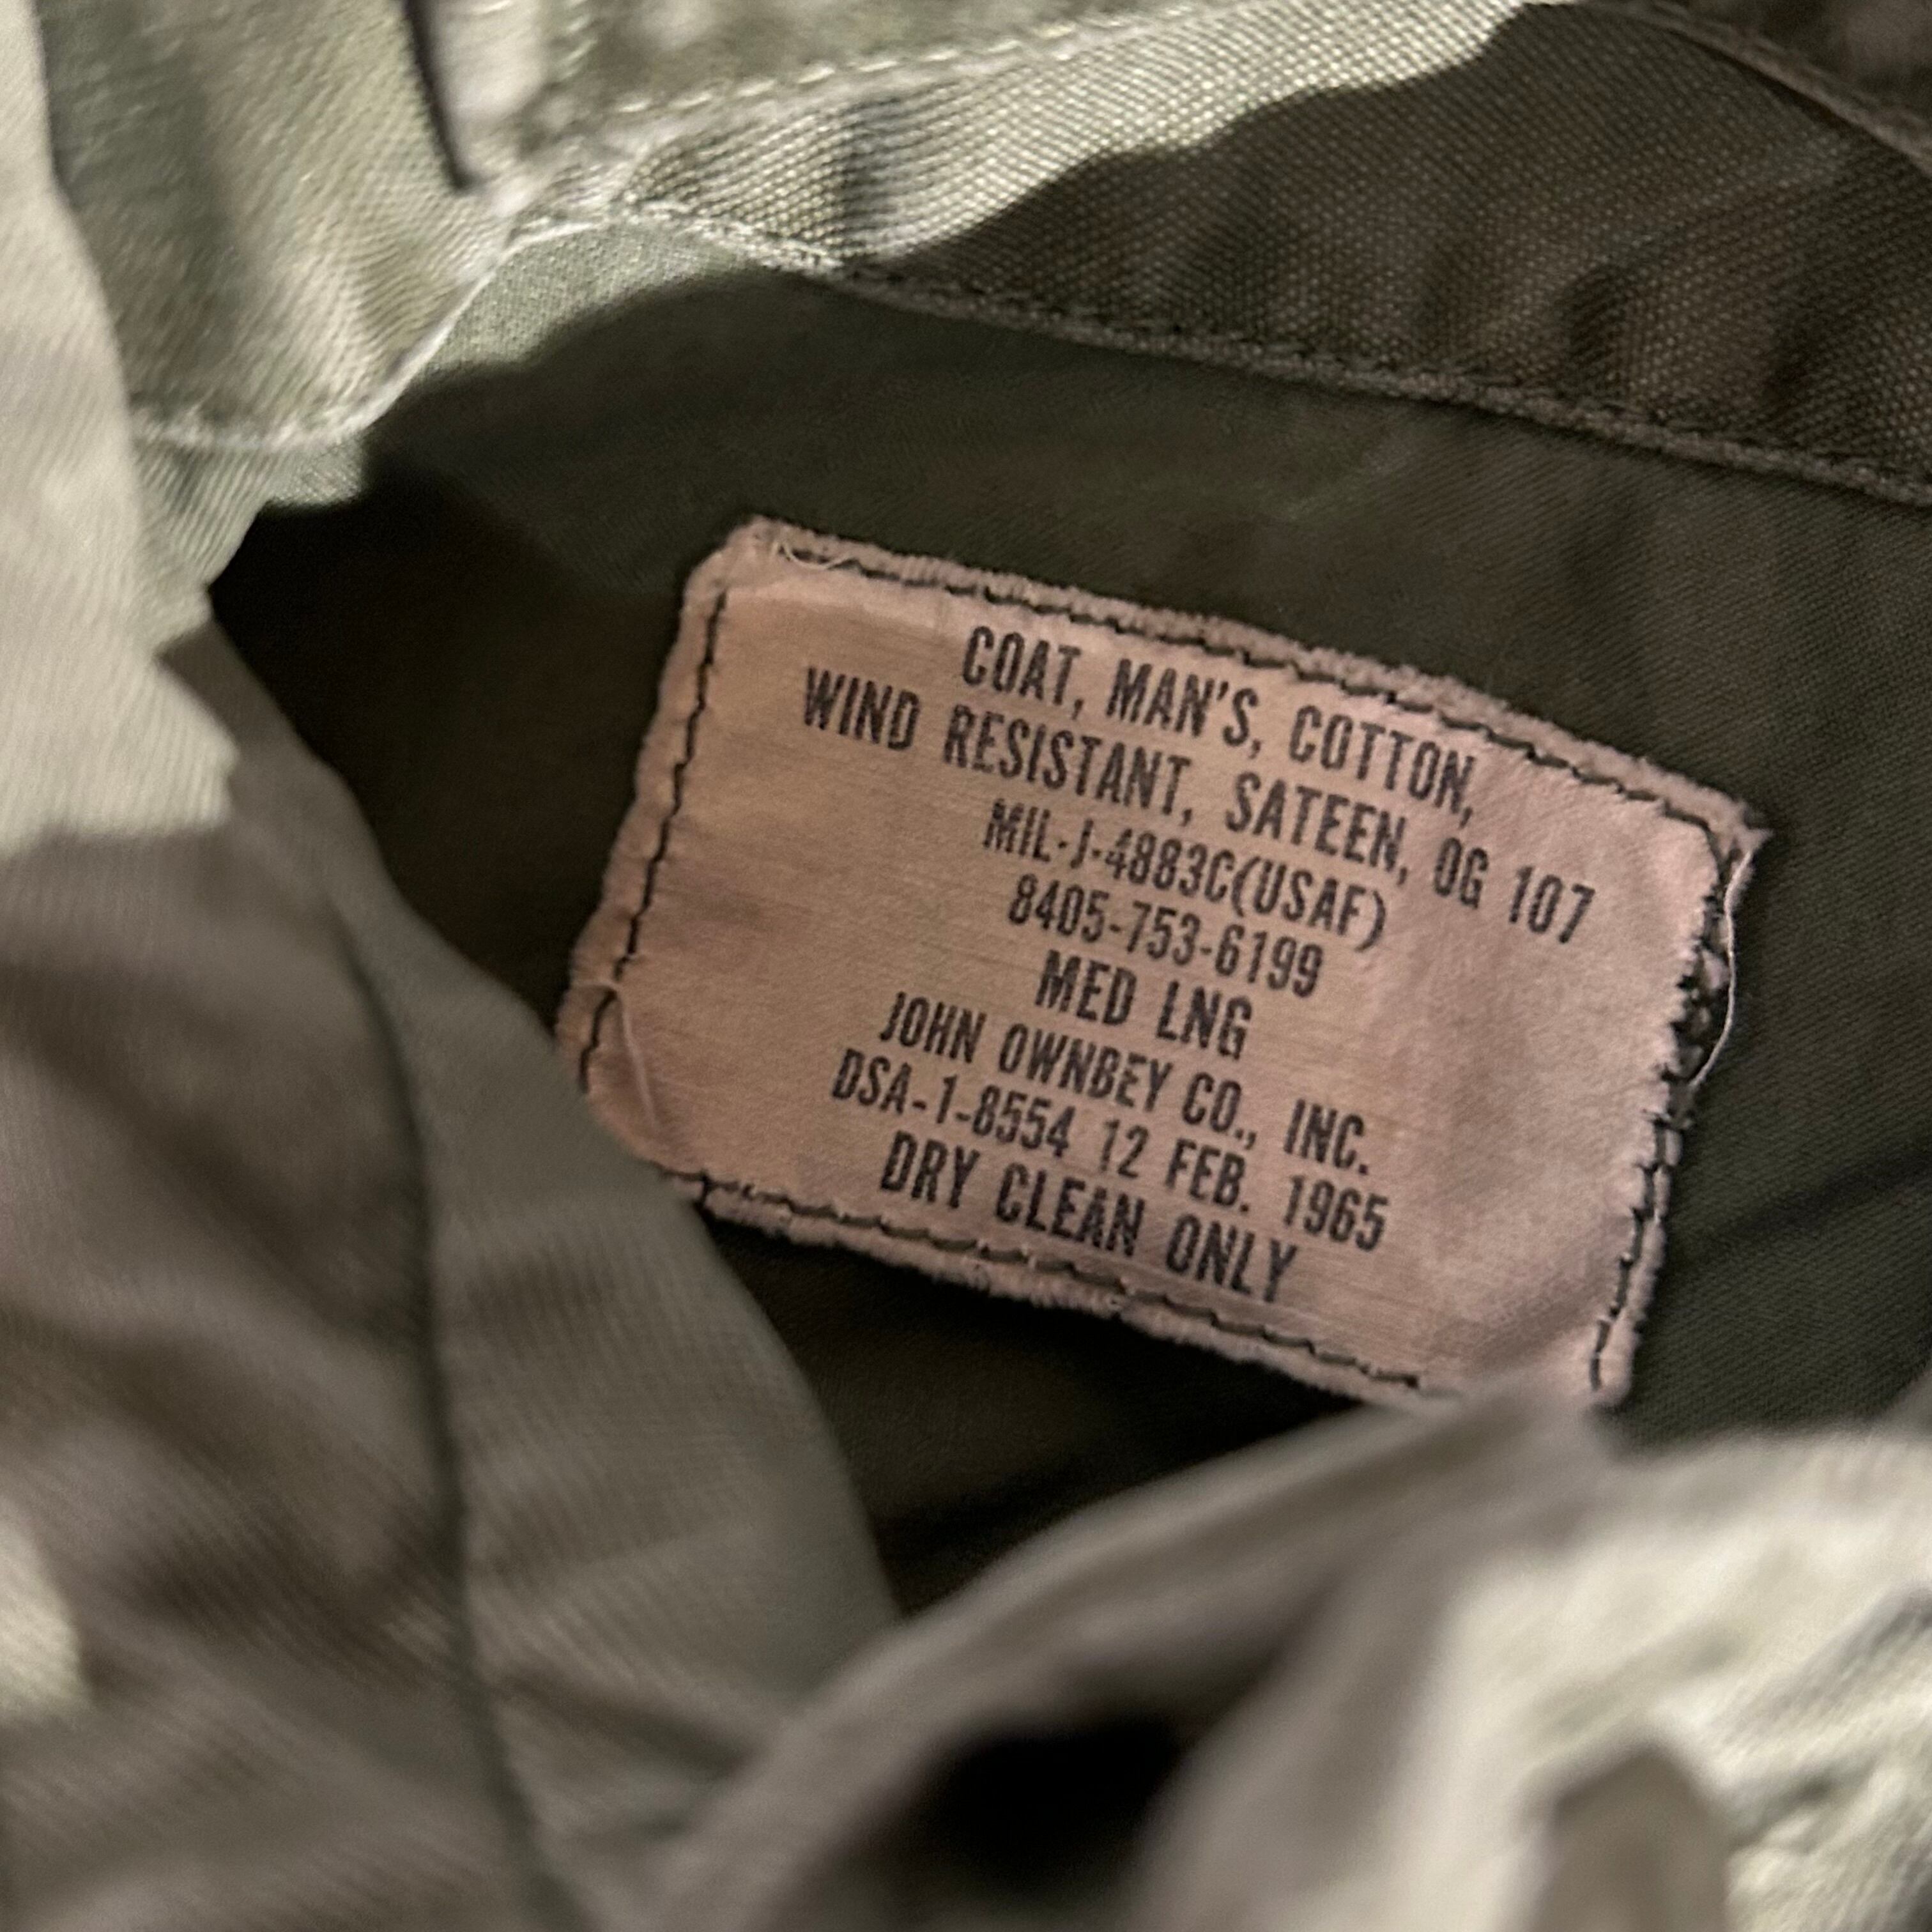 COAT, MAN'S, COTTON,
WIND RESISTANT, SATEEN, OG 107
MIL-J-4883C(USAF)
8405-753-6199
MED LNG
JOHN OWNBEY CO., INC.
DSA-1-8554 12 FEB. 1965
DRY CLEAN ONLY